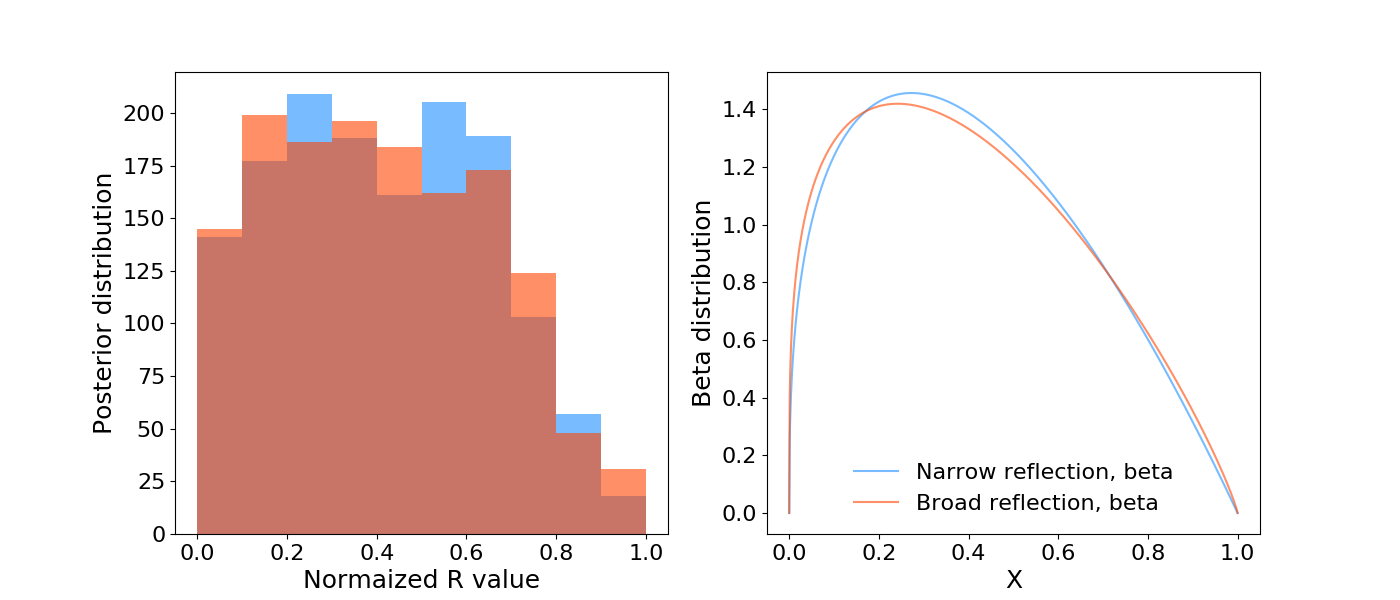 Posterior distribution
200
175
150
125
100
75
50
25
0
0.0 0.2 0.4 0.6 0.8 1.0
Normaized R value
Beta distribution
1.4
1.2
1.0
0.8
0.6
0.4
0.2
0.0
Narrow reflection, beta
Broad reflection, beta
0.0 0.2 0.4 0.6 0.8 1.0
X